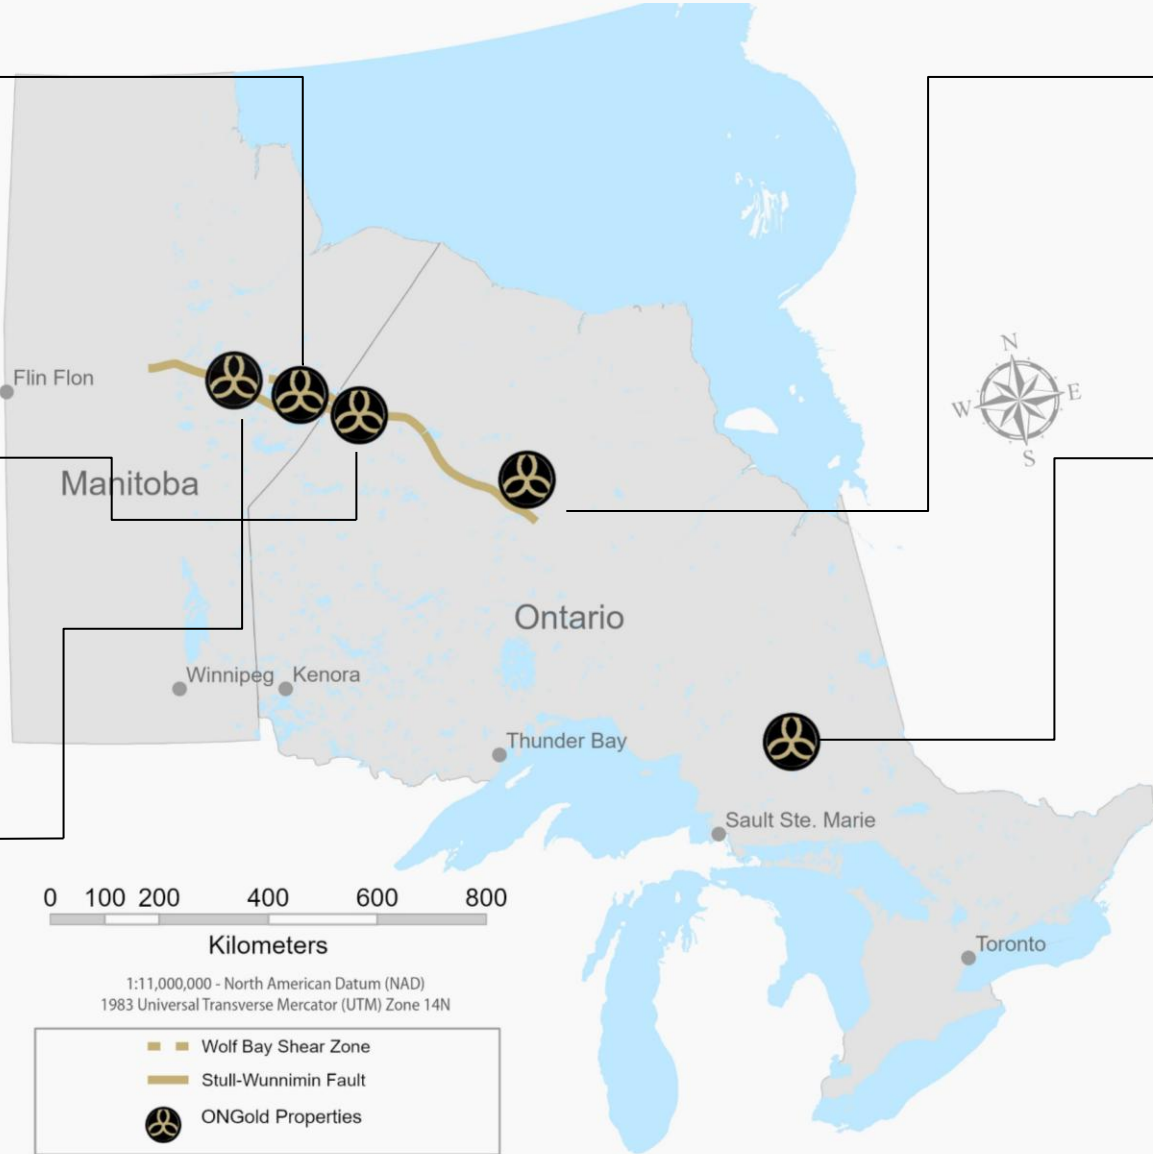 N
W E
S
Flin Flon
Manitoba
Ontario
Winnipeg Kenora
Thunder Bay
Sault Ste. Marie
Toronto
0 100 200 400 600 800
Kilometers
1:11,000,000 - North American Datum (NAD)
1983 Universal Transverse Mercator (UTM) Zone 14N
Wolf Bay Shear Zone
Stull-Wunnimin Fault
ONGold Properties